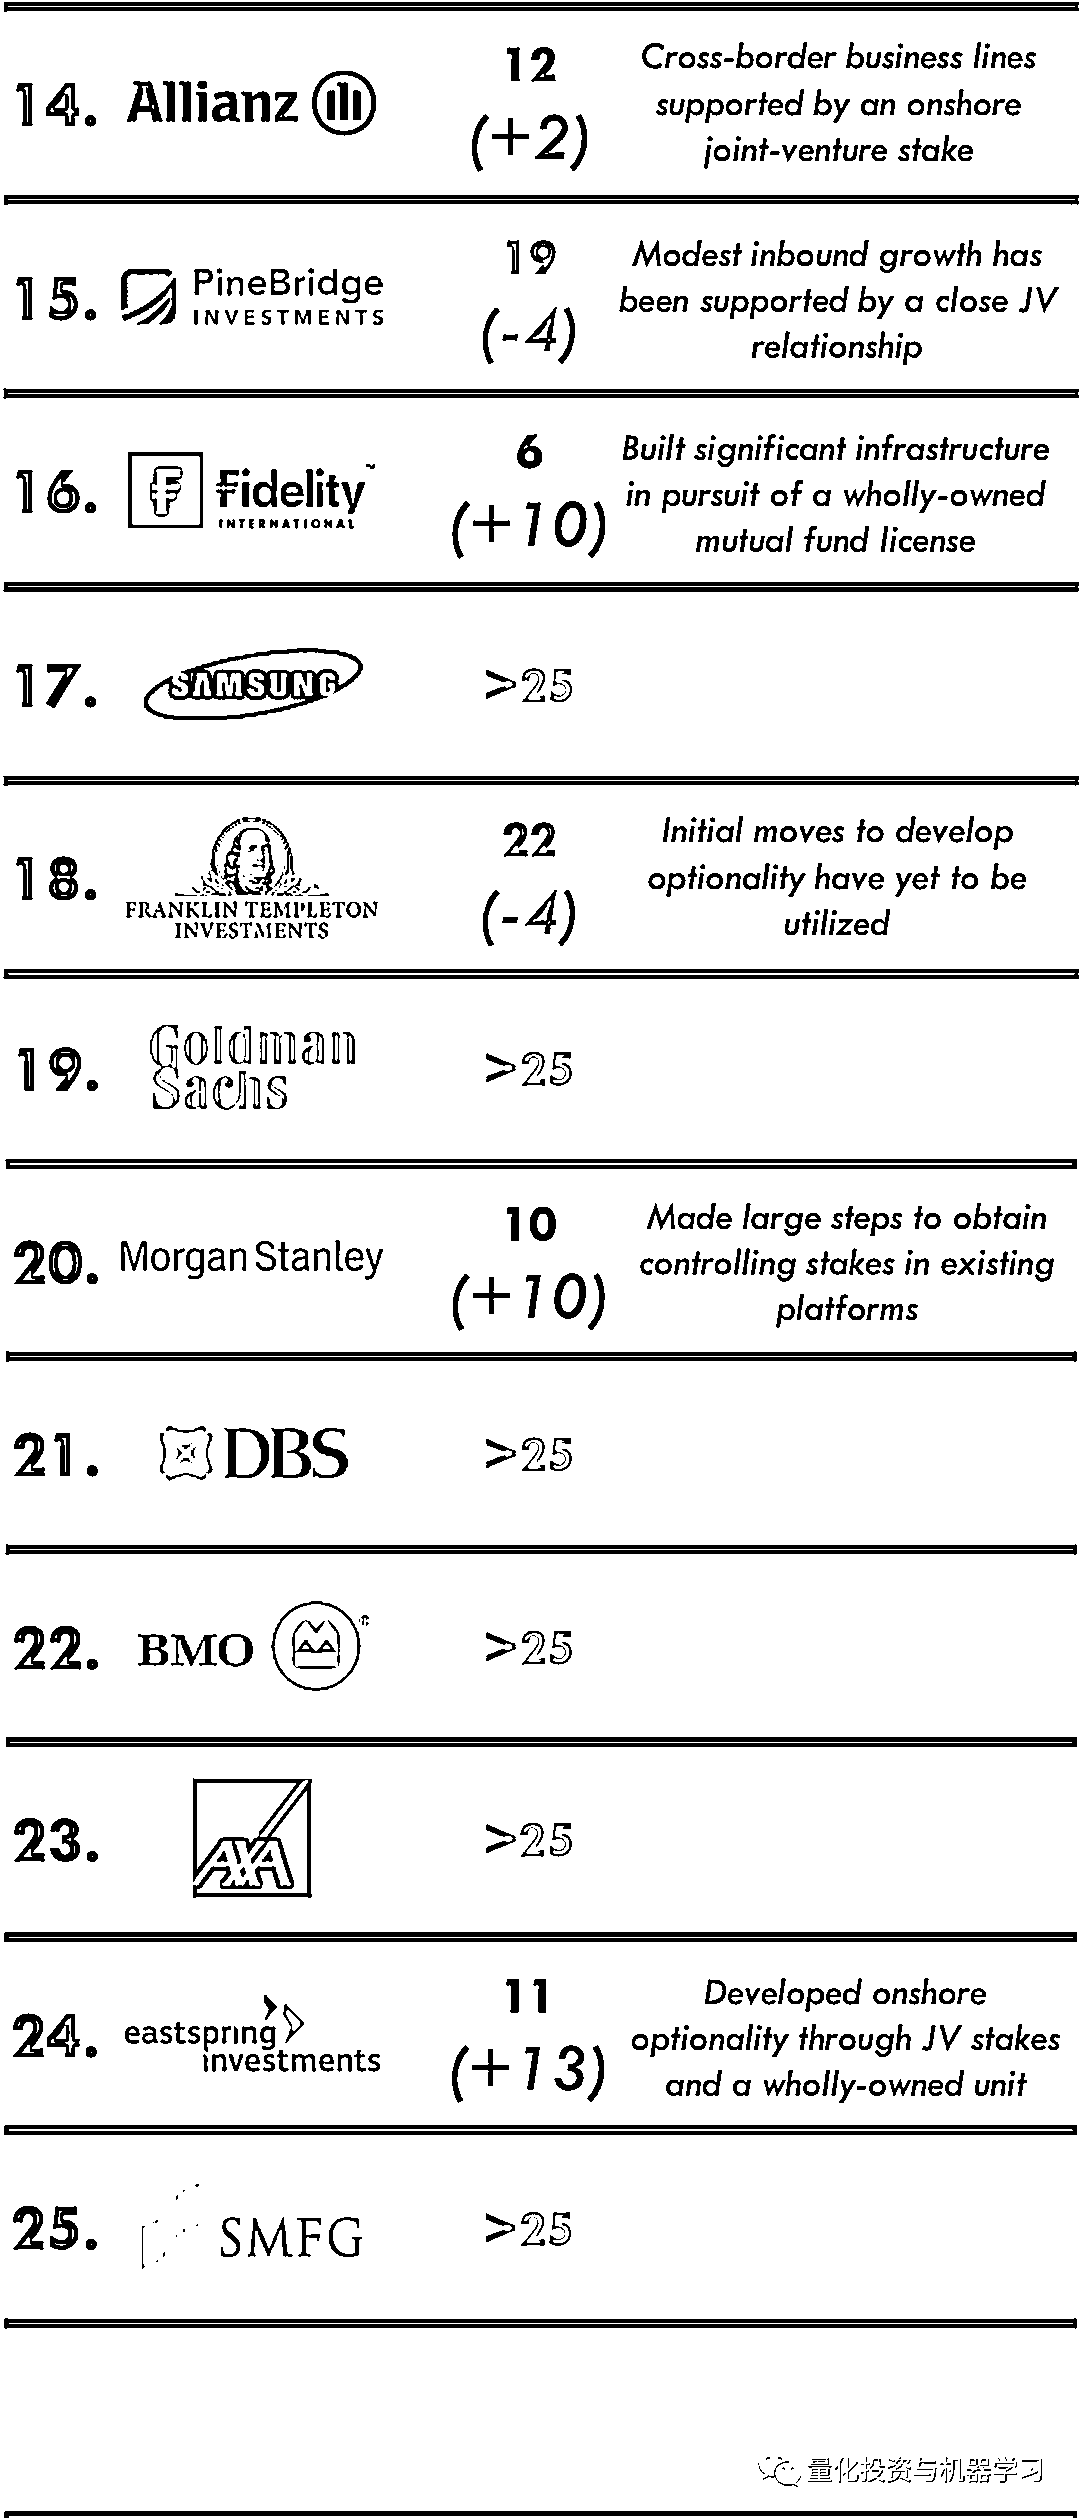 14. Allianz 12 (+2) Cross-border business lines
supported by an onshore
joint-venture stake
15. PineBridge
INVESTMENTS 19 (-4) Modest inbound growth has
been supported by a close JV
relationship
16. Fidelity
INTERNATIONAL 6 (+10) Built significant infrastructure
in pursuit of a wholly-owned
mutual fund license
17. SAMSUNG >25
18. FRANKLIN TEMPLETON
INVESTMENTS 22 (-4) Initial moves to develop
optionality have yet to be
utilized
19. Goldman
Sachs >25
20. Morgan Stanley 10 (+10) Made large steps to obtain
controlling stakes in existing
platforms
21. DBS >25
22. BMO >25
23. AXA >25
24. eastspring
investments 11 (+13) Developed onshore
optionality through JV stakes
and a wholly-owned unit
25. SMFG >25
量化投资与机器学习